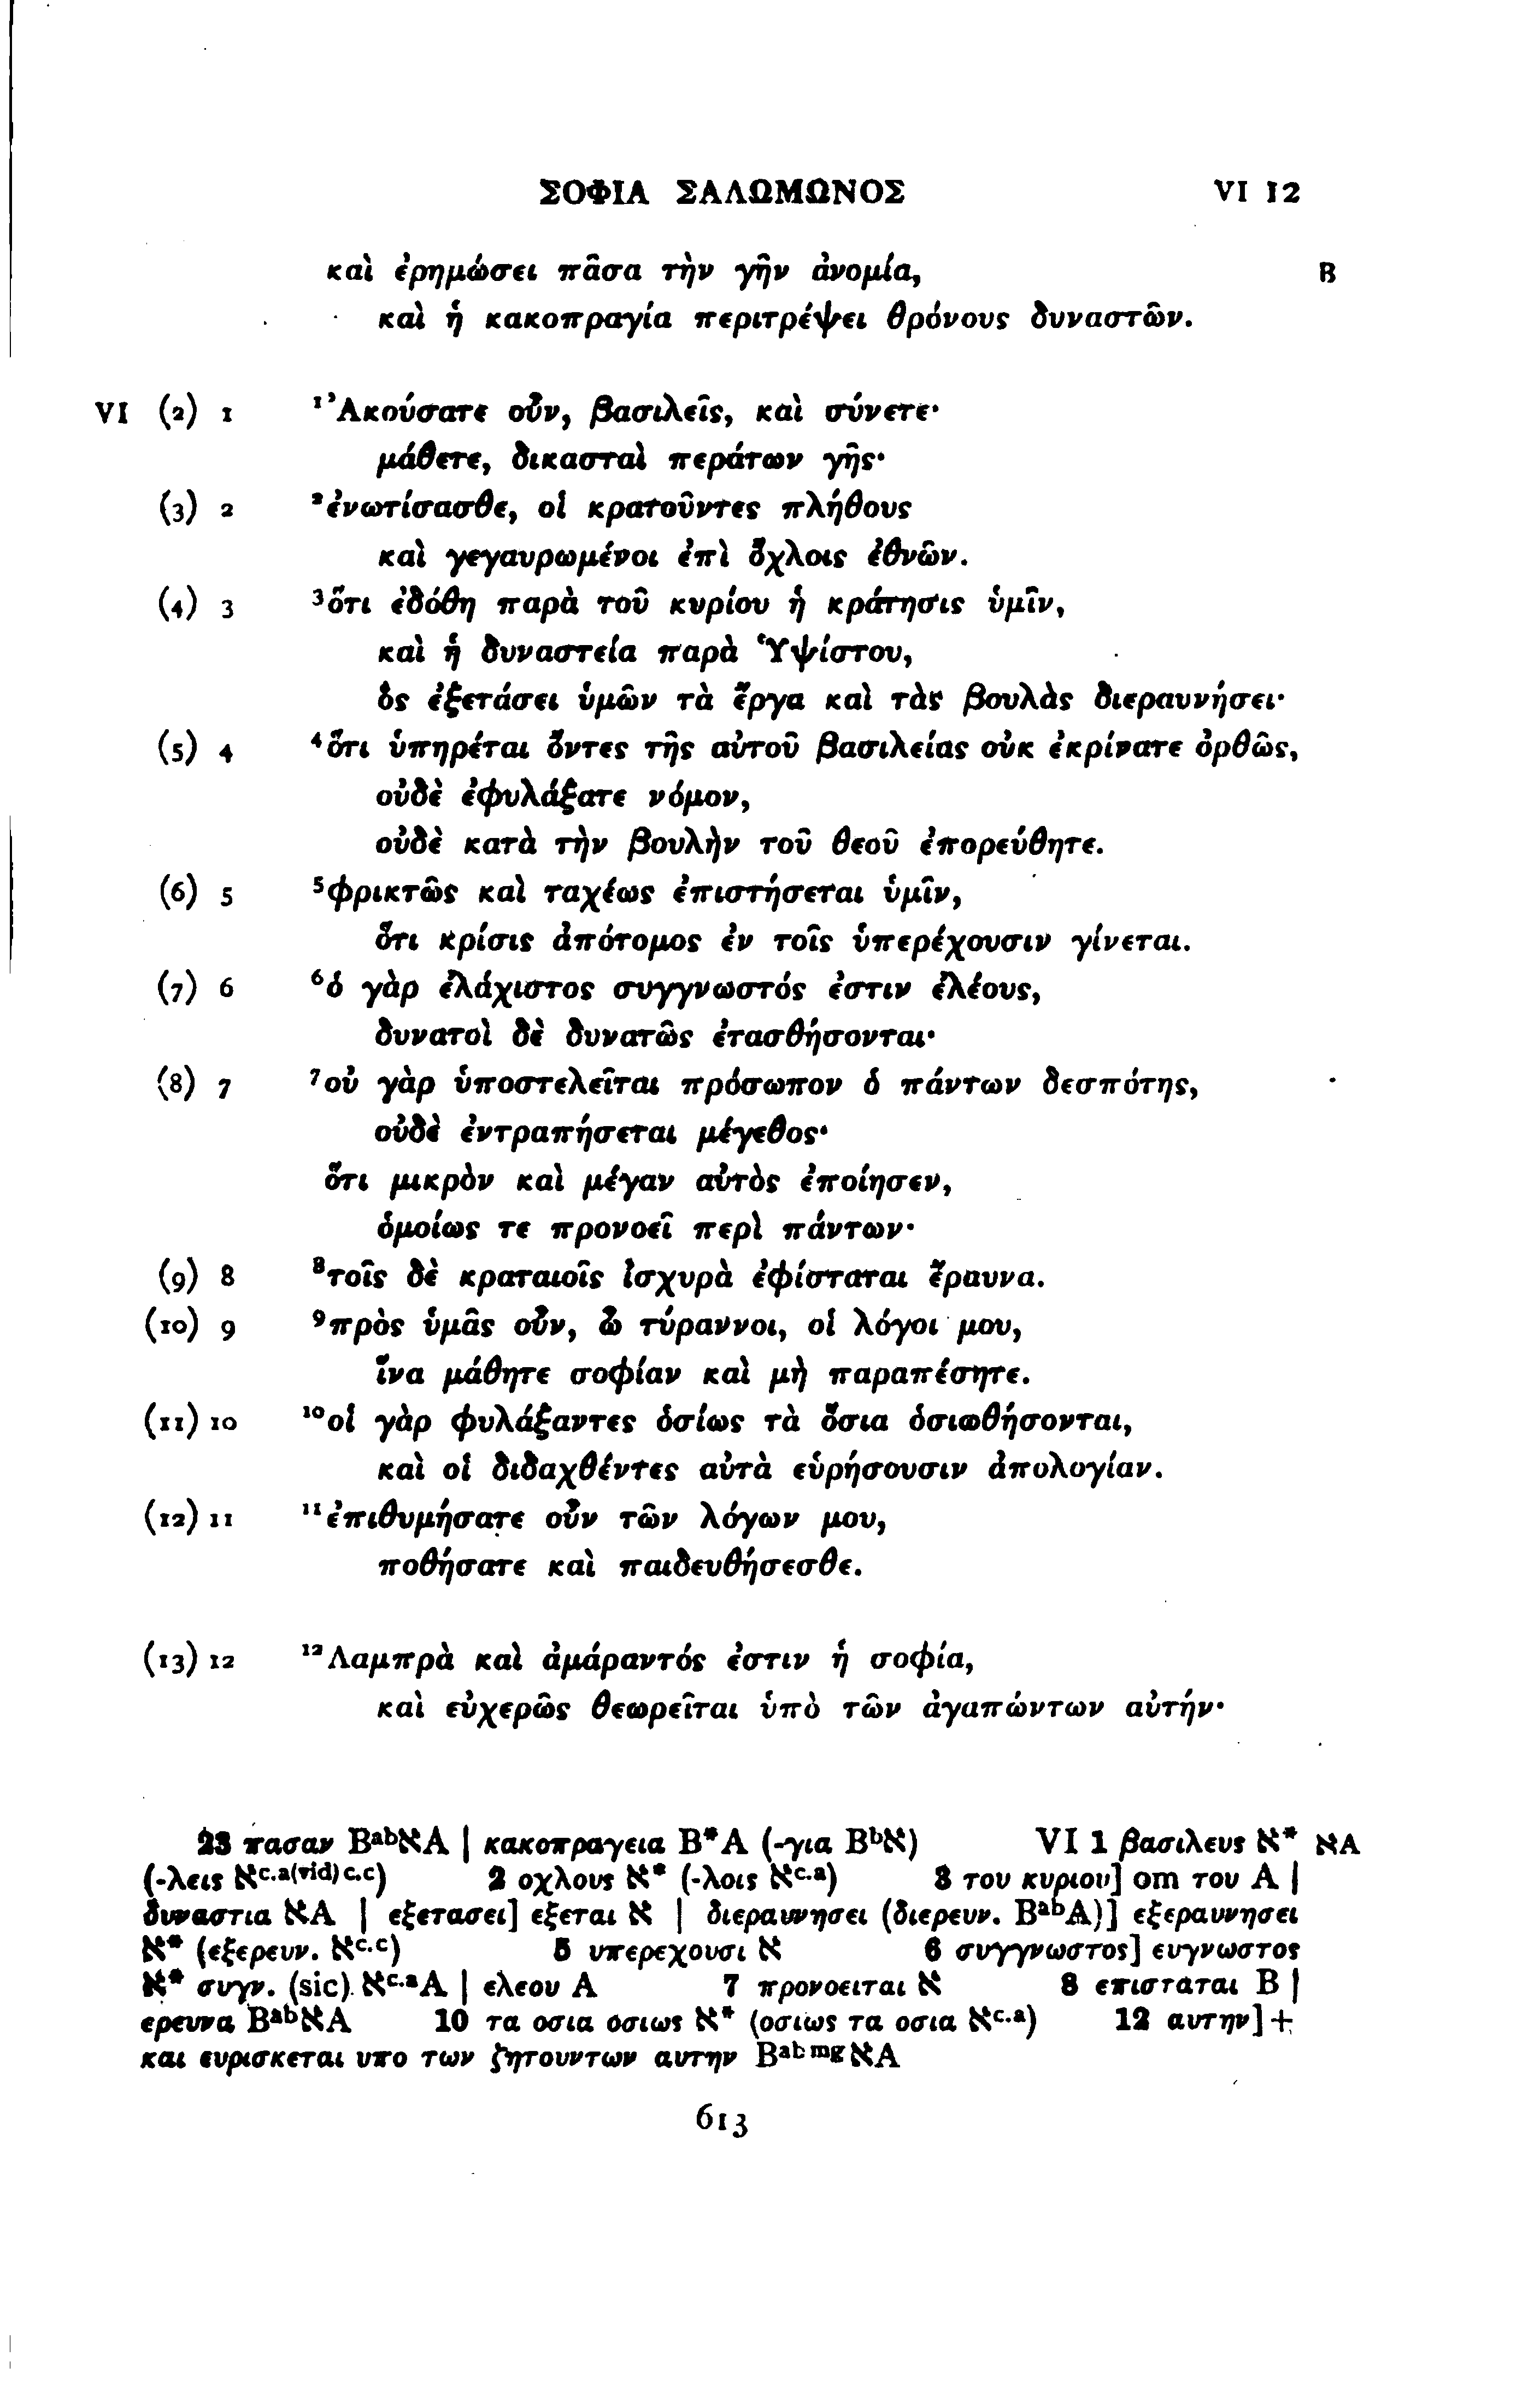 ΣΟΦΙΑ ΣΑΛΩΜΩΝΟΣ VI 12
καὶ ἐρημώσει πᾶσα τὴν γῆν ἀνομία, B
καὶ ἡ κακοπραγία περιτρέψει θρόνους δυναστῶν.
VI (2) 1 ¹Ἀκούσατε οὖν, βασιλεῖς, καὶ σύνετε·
μάθετε, δικασταὶ περάτων γῆς·
(3) 2 ²ἐνωτίσασθε, οἱ κρατοῦντες πλήθους
καὶ γεγαυρωμένοι ἐπὶ ὄχλοις ἐθνῶν.
(4) 3 ³ὅτι ἐδόθη παρὰ τοῦ κυρίου ἡ κράτησις ὑμῖν,
καὶ ἡ δυναστεία παρὰ Ὑψίστου,
ὃς ἐξετάσει ὑμῶν τὰ ἔργα καὶ τὰς βουλὰς διεραυνήσει·
(5) 4 ⁴ὅτι ὑπηρέται ὄντες τῆς αὐτοῦ βασιλείας οὐκ ἐκρίνατε ὀρθῶς,
οὐδὲ ἐφυλάξατε νόμον,
οὐδὲ κατὰ τὴν βουλὴν τοῦ θεοῦ ἐπορεύθητε.
(6) 5 ⁵φρικτῶς καὶ ταχέως ἐπιστήσεται ὑμῖν,
ὅτι κρίσις ἀπότομος ἐν τοῖς ὑπερέχουσιν γίνεται.
(7) 6 ⁶ὁ γὰρ ἐλάχιστος συγγνωστός ἐστιν ἐλέους,
δυνατοὶ δὲ δυνατῶς ἐτασθήσονται·
(8) 7 ⁷οὐ γὰρ ὑποστελεῖται πρόσωπον ὁ πάντων δεσπότης,
οὐδὲ ἐντραπήσεται μέγεθος·
ὅτι μικρὸν καὶ μέγαν αὐτὸς ἐποίησεν,
ὁμοίως τε προνοεῖ περὶ πάντων·
(9) 8 ⁸τοῖς δὲ κραταιοῖς ἰσχυρὰ ἐφίσταται ἔραυνα.
(10) 9 ⁹πρὸς ὑμᾶς οὖν, ὦ τύραννοι, οἱ λόγοι μου,
ἵνα μάθητε σοφίαν καὶ μὴ παραπέσητε.
(11) 10 ¹⁰οἱ γὰρ φυλάξαντες ὁσίως τὰ ὅσια ὁσιωθήσονται,
καὶ οἱ διδαχθέντες αὐτὰ εὑρήσουσιν ἀπολογίαν.
(12) 11 ¹¹ἐπιθυμήσατε οὖν τῶν λόγων μου,
ποθήσατε καὶ παιδευθήσεσθε.
(13) 12 ¹²Λαμπρὰ καὶ ἀμάραντός ἐστιν ἡ σοφία,
καὶ εὐχερῶς θεωρεῖται ὑπὸ τῶν ἀγαπώντων αὐτήν·
23 πασαν Bᵃᵇ‎א‎A | κακοπραγεια B*A (-για Bᵇ‎א‎) VI 1 βασιλευς ‎א‎* ‎א‎A
(-λεις ‎א‎ᶜ·ᵃ⁽ᵛⁱᵈ⁾ ᶜ·ᶜ) 2 οχλους ‎א‎* (-λοις ‎א‎ᶜ·ᵃ) 3 του κυριου] om του A |
δυναστια ‎א‎A | εξετασει] εξεται ‎א‎ | διεραυνησει (διερευν. BᵃᵇA)] εξεραυνησει
‎א‎* (εξερευν. ‎א‎ᶜ·ᶜ) 5 υπερεχουσι ‎א‎ 6 συγγνωστος] ευγνωστος
‎א‎* συγν. (sic) ‎א‎ᶜ·ᵃA | ελεου A 7 προνοειται ‎א‎ 8 επισταται B |
ερευνα Bᵃᵇ‎א‎A 10 τα οσια οσιως ‎א‎* (οσιως τα οσια ‎א‎ᶜ·ᵃ) 12 αυτην] +
και ευρισκεται υπο των ζητουντων αυτην Bᵃᵇ ᵐᵍ‎א‎A
613